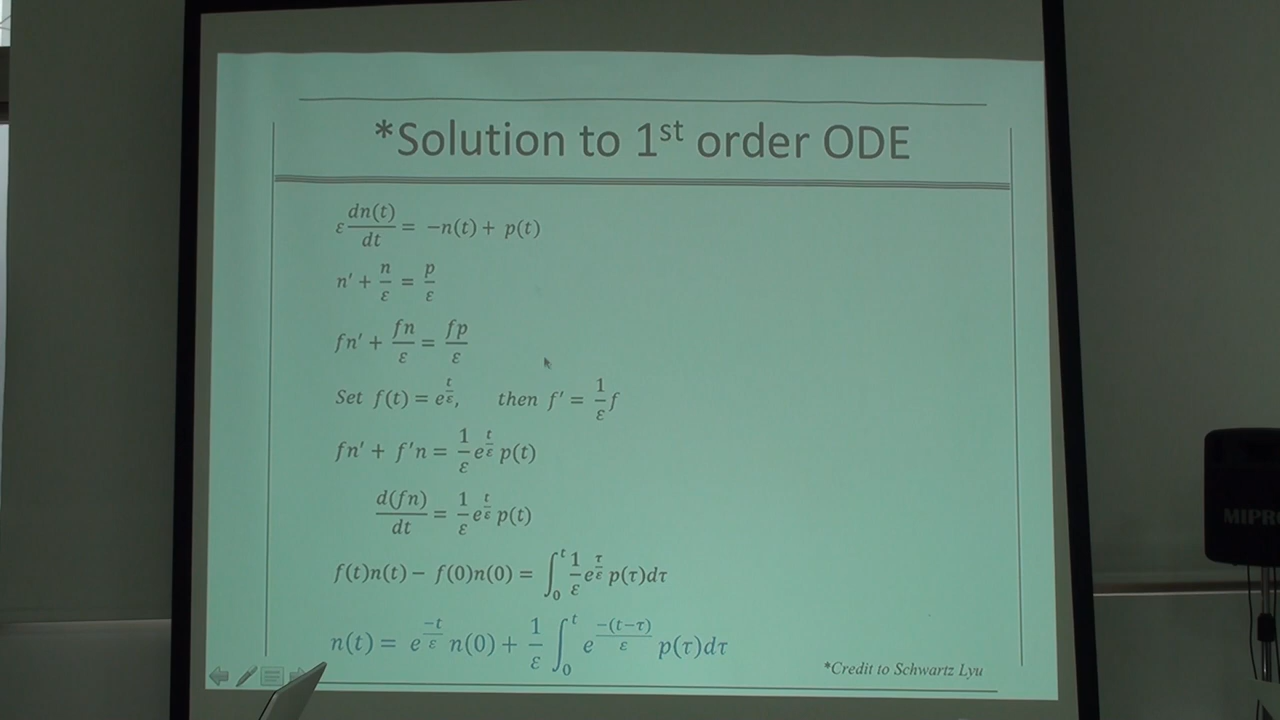 *Solution to 1st order ODE
ε dn(t)/dt = −n(t) + p(t)
n′ + n/ε = p/ε
fn′ + fn/ε = fp/ε
Set f(t) = e^(t/ε), then f′ = 1/ε f
fn′ + f′n = 1/ε e^(t/ε) p(t)
d(fn)/dt = 1/ε e^(t/ε) p(t)
f(t)n(t) − f(0)n(0) = ∫₀ᵗ 1/ε e^(τ/ε) p(τ)dτ
n(t) = e^(−t/ε) n(0) + 1/ε ∫₀ᵗ e^(−(t−τ)/ε) p(τ)dτ
*Credit to Schwartz Lyu